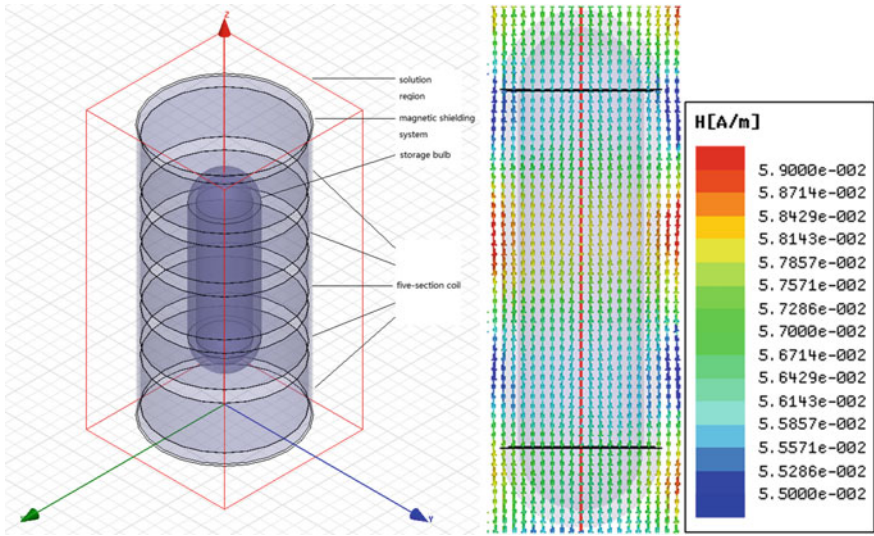 Z
solution
region
magnetic shielding
system
storage bulb
five-section coil
Y
H[A/m]
5.9000e-002
5.8714e-002
5.8429e-002
5.8143e-002
5.7857e-002
5.7571e-002
5.7286e-002
5.7000e-002
5.6714e-002
5.6429e-002
5.6143e-002
5.5857e-002
5.5571e-002
5.5286e-002
5.5000e-002